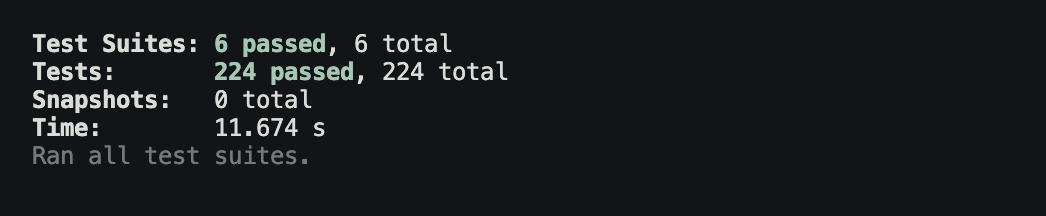 Test Suites: 6 passed, 6 total
Tests:       224 passed, 224 total
Snapshots:   0 total
Time:        11.674 s
Ran all test suites.